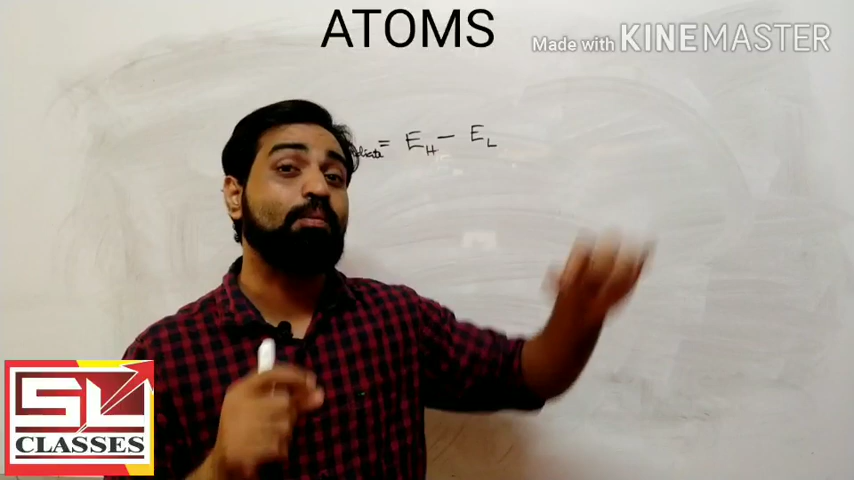 ATOMS
Made with KINEMASTER
= E_H - E_L
SL
CLASSES